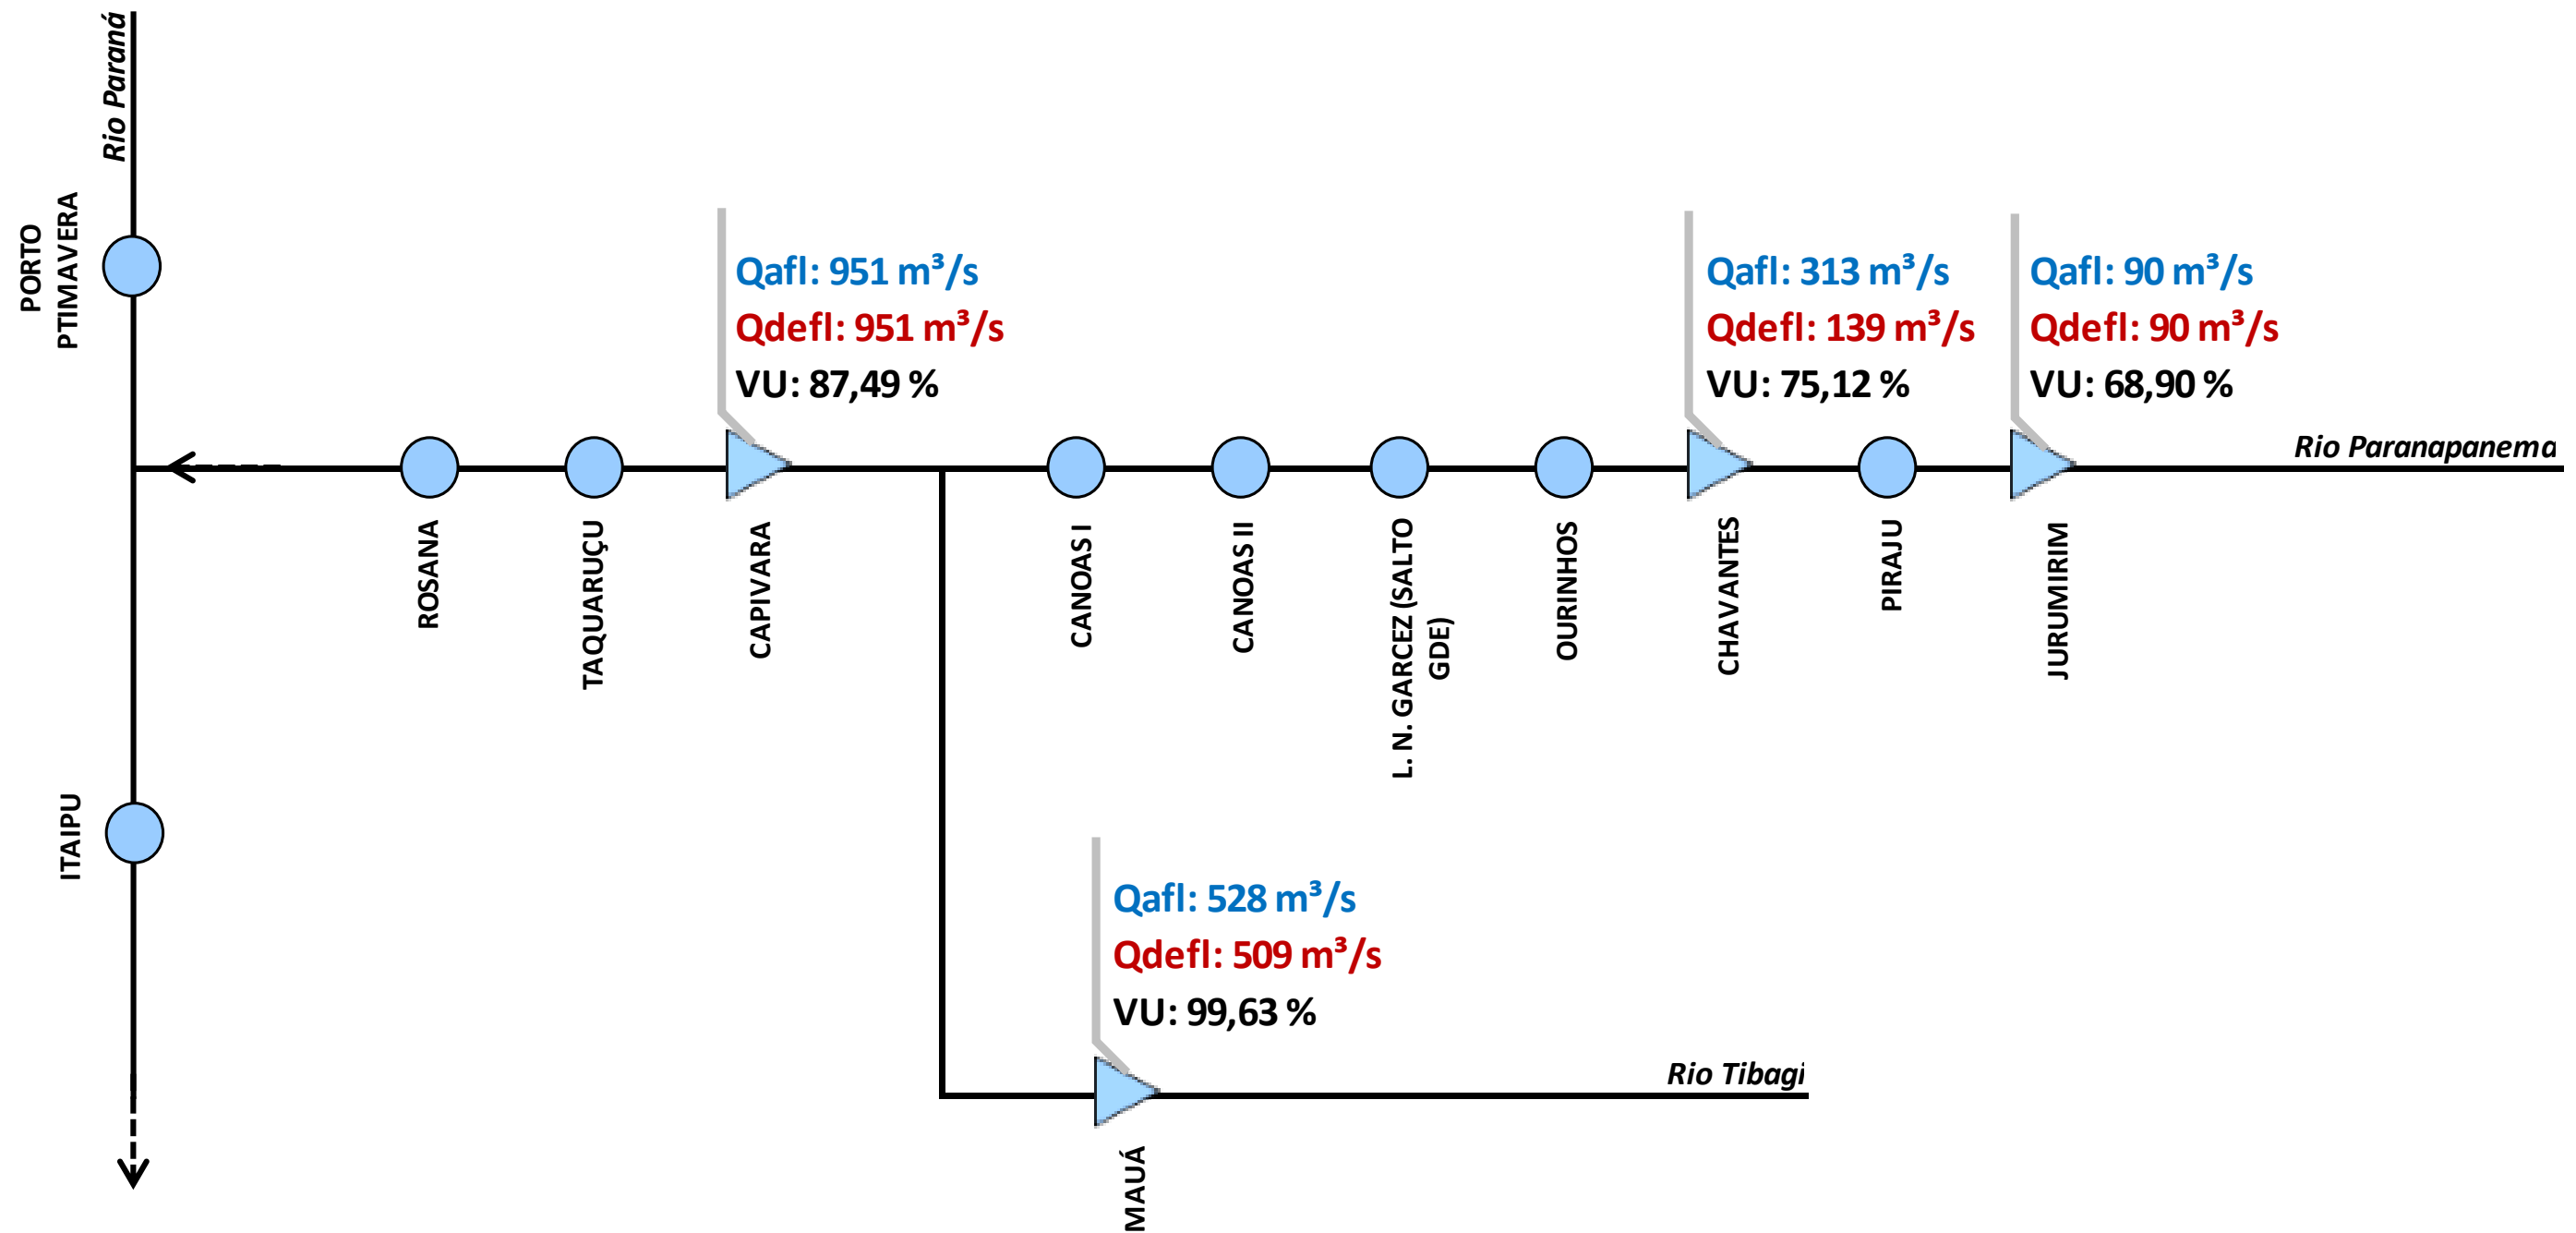 Rio Paraná
PORTO
PTIMAVERA
Qafl: 951 m³/s
Qdefl: 951 m³/s
VU: 87,49 %
Qafl: 313 m³/s
Qdefl: 139 m³/s
VU: 75,12 %
Qafl: 90 m³/s
Qdefl: 90 m³/s
VU: 68,90 %
Rio Paranapanema
ROSANA
TAQUARUÇU
CAPIVARA
CANOAS I
CANOAS II
L. N. GARCEZ (SALTO
GDE)
OURINHOS
CHAVANTES
PIRAJU
JURUMIRIM
ITAIPU
Qafl: 528 m³/s
Qdefl: 509 m³/s
VU: 99,63 %
Rio Tibagi
MAUÁ